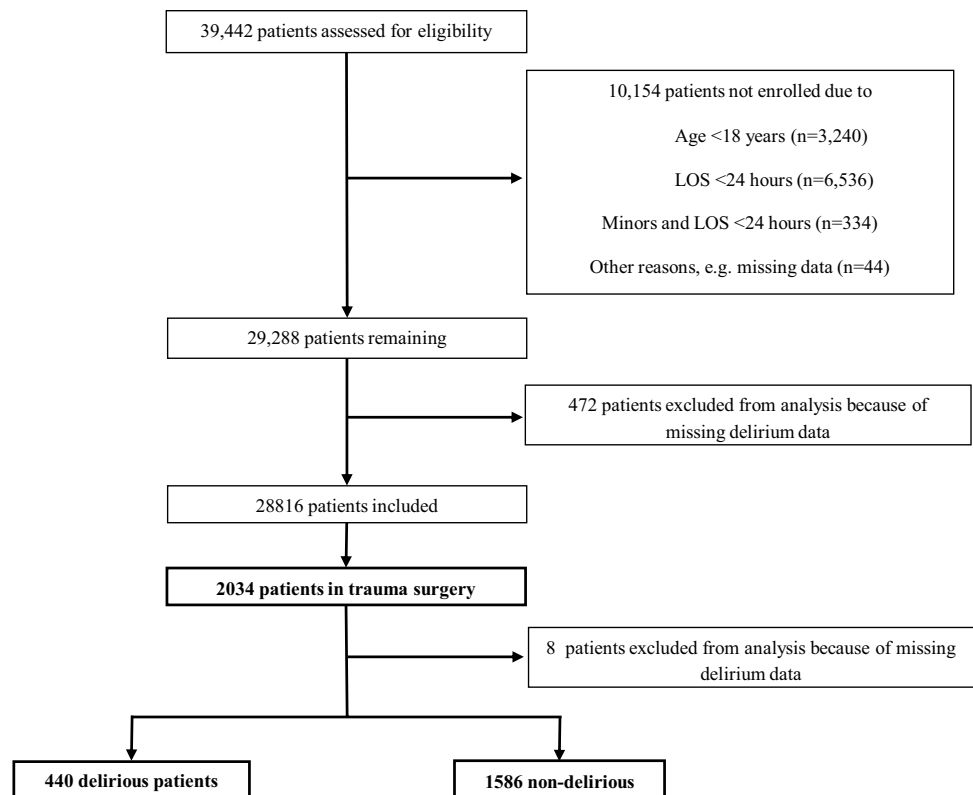 39,442 patients assessed for eligibility
10,154 patients not enrolled due to
Age <18 years (n=3,240)
LOS <24 hours (n=6,536)
Minors and LOS <24 hours (n=334)
Other reasons, e.g. missing data (n=44)
29,288 patients remaining
472 patients excluded from analysis because of
missing delirium data
28816 patients included
2034 patients in trauma surgery
8 patients excluded from analysis because of missing
delirium data
440 delirious patients
1586 non-delirious